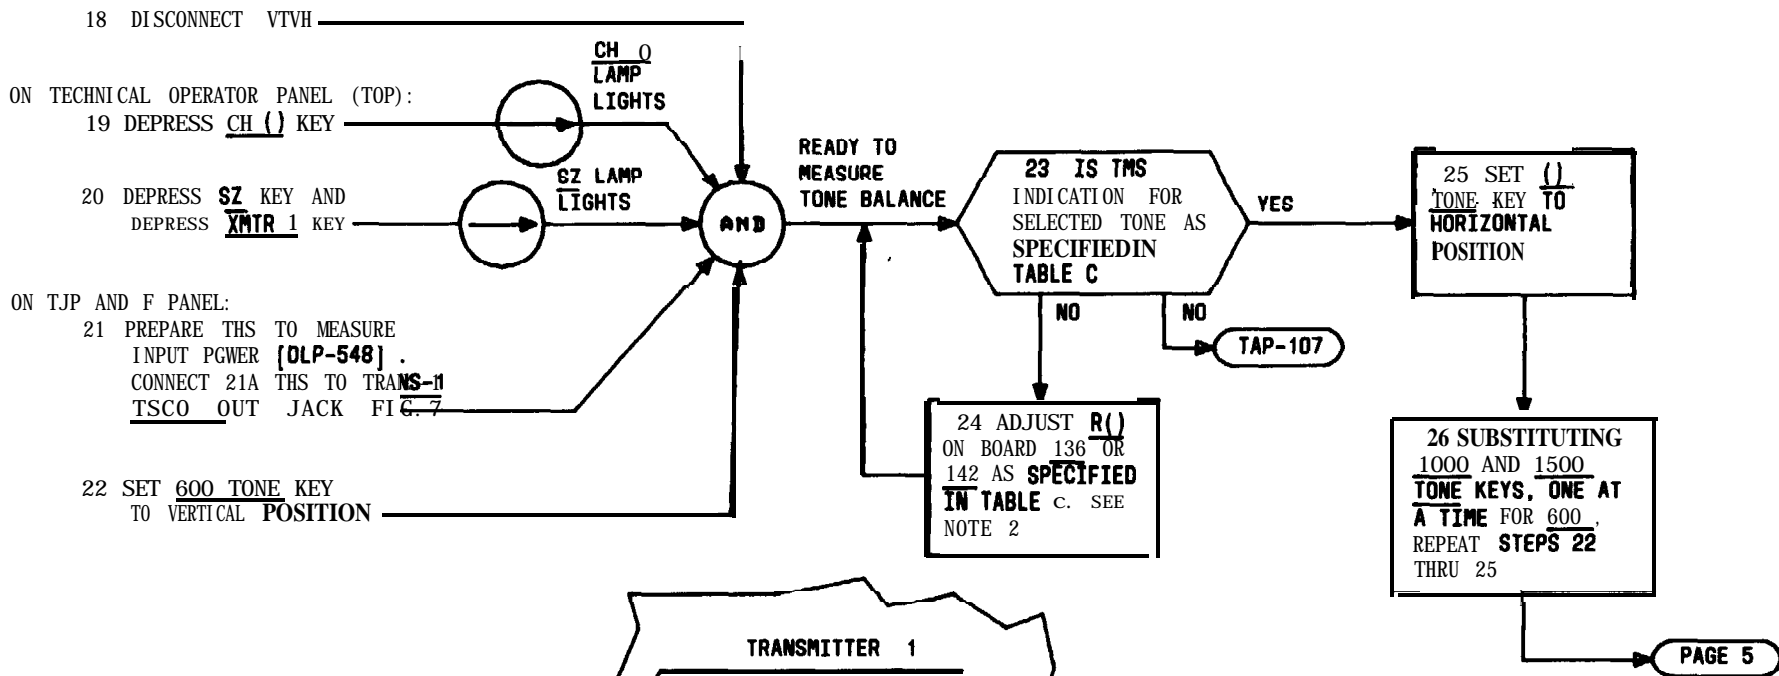 18 DISCONNECT VTVH
ON TECHNICAL OPERATOR PANEL (TOP):
19 DEPRESS CH () KEY
CH 0
LAMP
LIGHTS
20 DEPRESS SZ KEY AND
DEPRESS XMTR 1 KEY
SZ LAMP
LIGHTS
ON TJP AND F PANEL:
21 PREPARE THS TO MEASURE
INPUT PGWER [DLP-548] .
CONNECT 21A THS TO TRANS-1
TSCO OUT JACK FIG. 7
22 SET 600 TONE KEY
TO VERTICAL POSITION
AND
READY TO
MEASURE
TONE BALANCE
23 IS TMS
INDICATION FOR
SELECTED TONE AS
SPECIFIEDIN
TABLE C
YES
NO
NO
TAP-107
24 ADJUST R()
ON BOARD 136 OR
142 AS SPECIFIED
IN TABLE C. SEE
NOTE 2
25 SET ()
TONE KEY TO
HORIZONTAL
POSITION
26 SUBSTITUTING
1000 AND 1500
TONE KEYS, ONE AT
A TIME FOR 600 ,
REPEAT STEPS 22
THRU 25
TRANSMITTER 1
PAGE 5